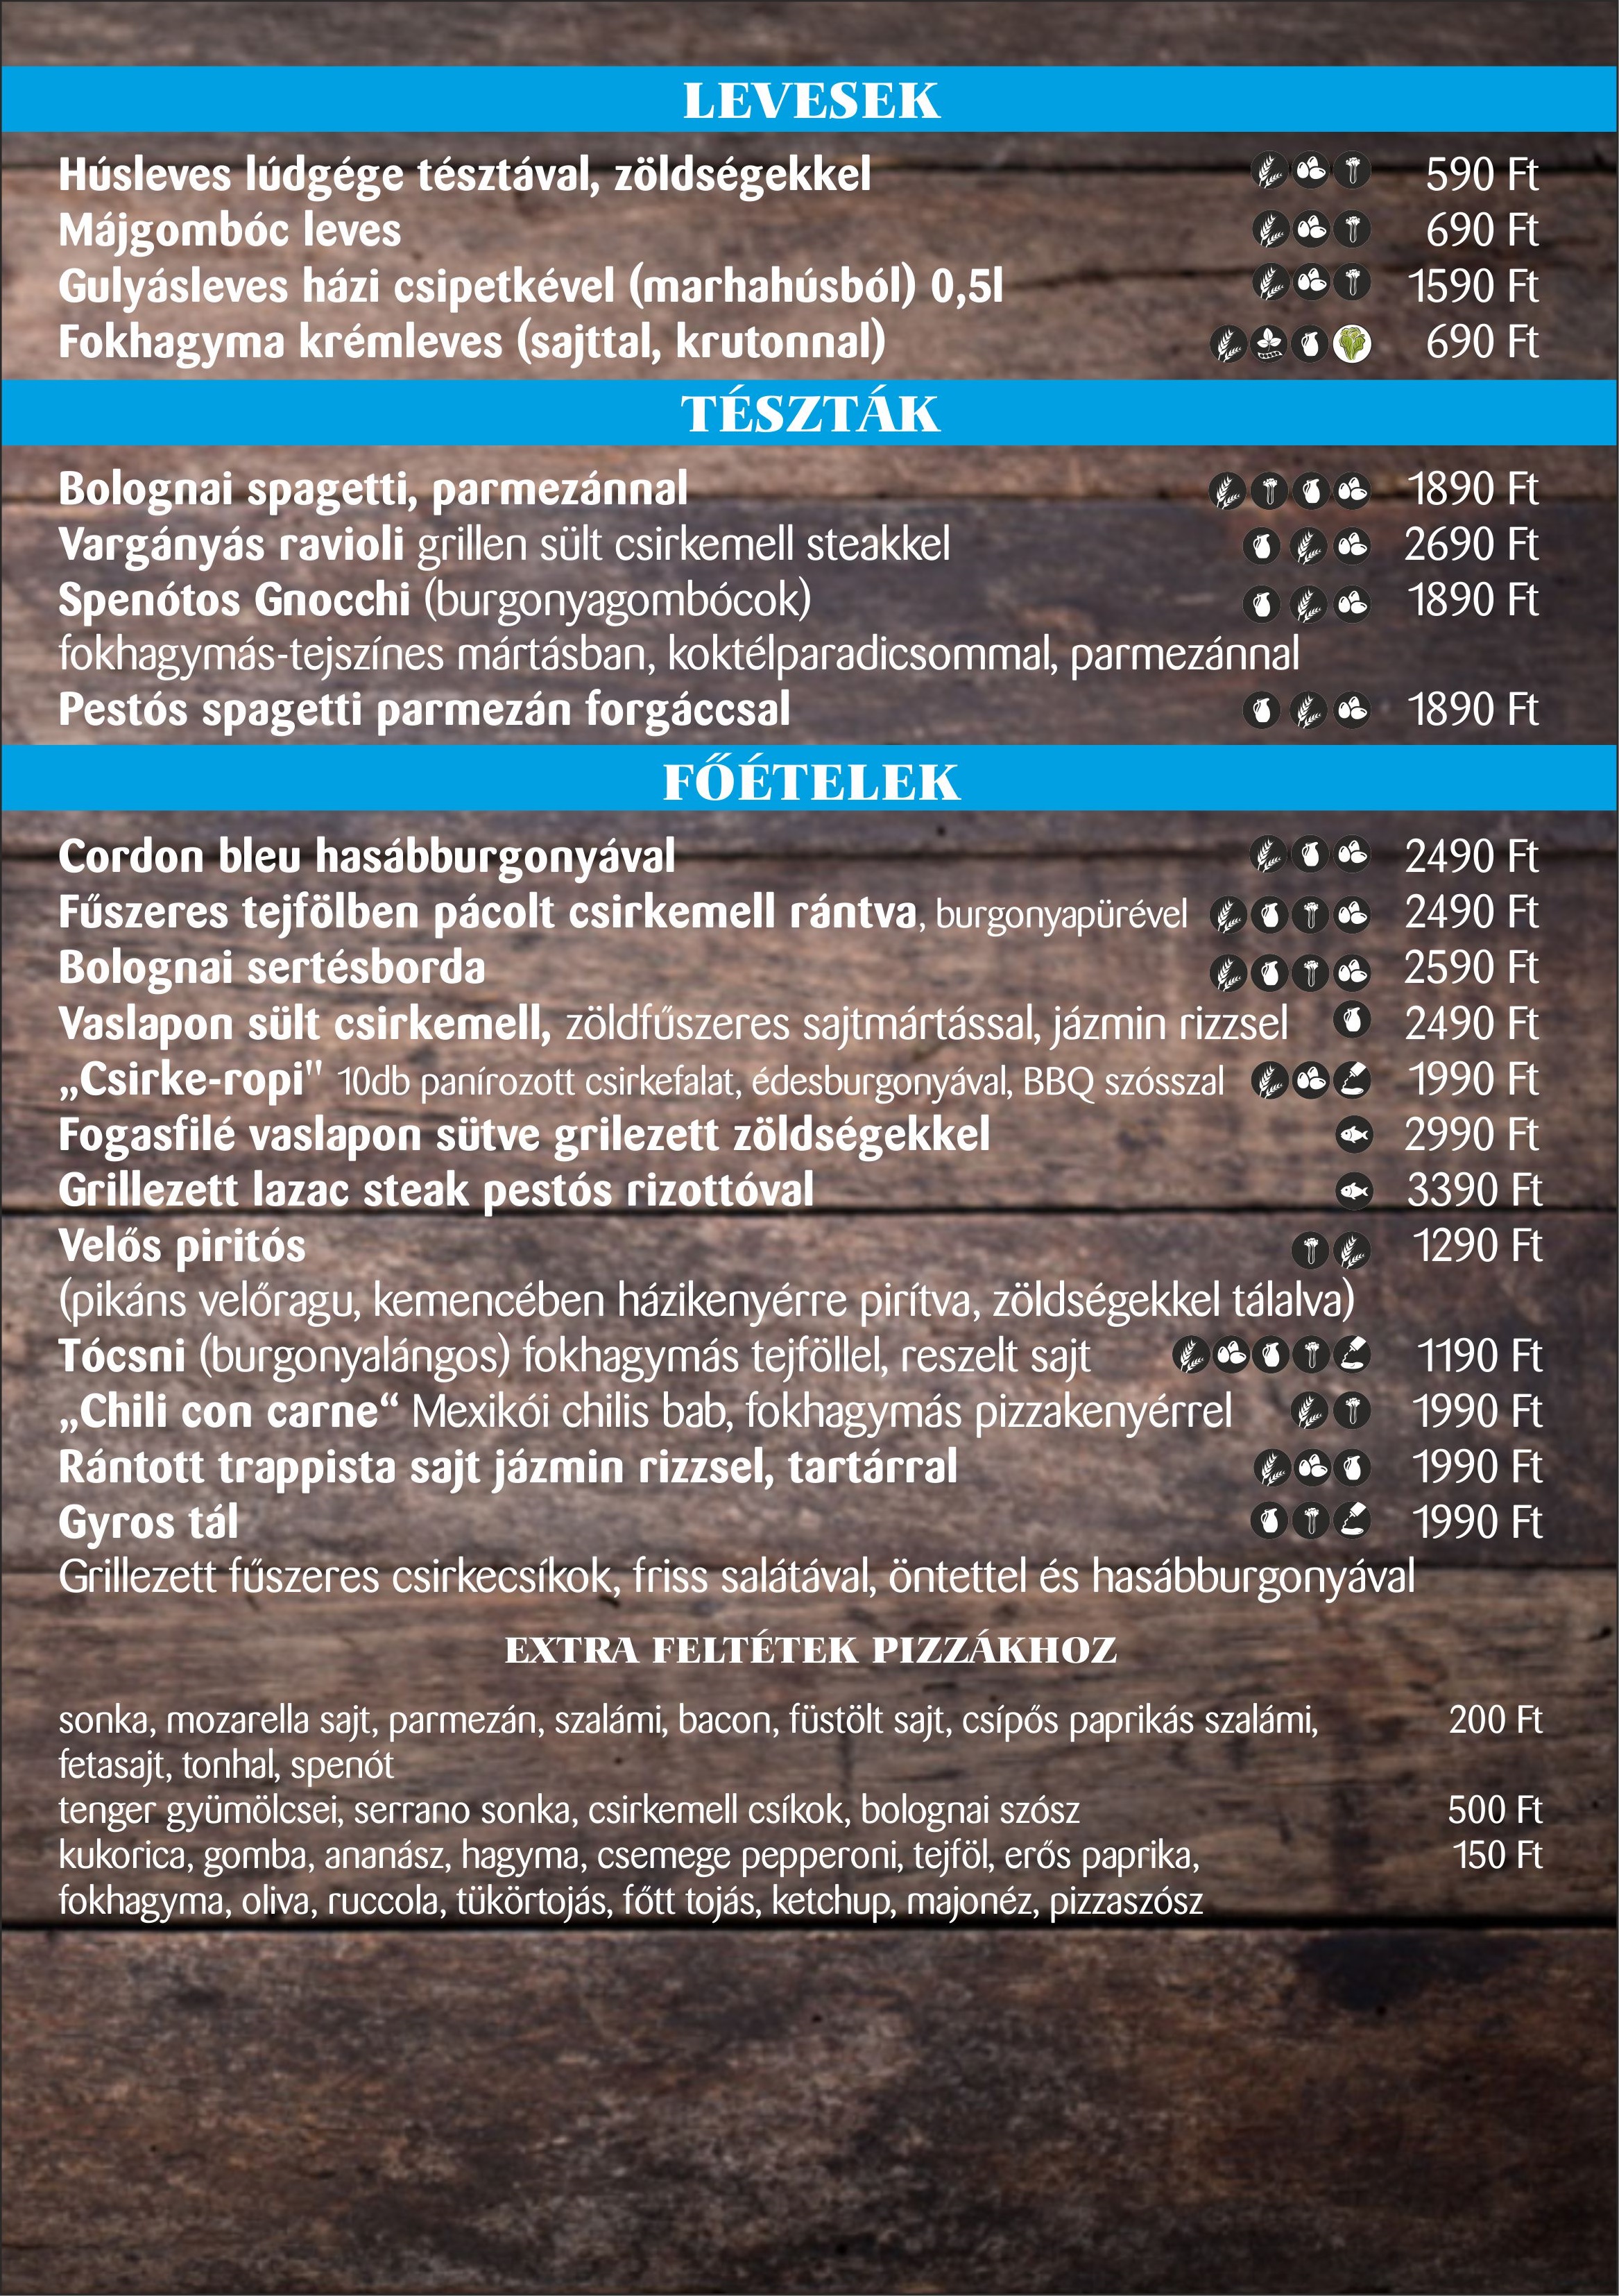 LEVESEK
Húsleves lúdgége tésztával, zöldségekkel 590 Ft
Májgombóc leves 690 Ft
Gulyásleves házi csipetkével (marhahúsból) 0,5l 1590 Ft
Fokhagyma krémleves (sajttal, krutonnal) 690 Ft
TÉSZTÁK
Bolognai spagetti, parmezánnal 1890 Ft
Vargányás ravioli grillen sült csirkemell steakkel 2690 Ft
Spenótos Gnocchi (burgonyagombócok) 1890 Ft
fokhagymás-tejszínes mártásban, koktélparadicsommal, parmezánnal
Pestós spagetti parmezán forgáccsal 1890 Ft
FŐÉTELEK
Cordon bleu hasábburgonyával 2490 Ft
Fűszeres tejfölben pácolt csirkemell rántva, burgonyapürével 2490 Ft
Bolognai sertésborda 2590 Ft
Vaslapon sült csirkemell, zöldfűszeres sajtmártással, jázmin rizzsel 2490 Ft
„Csirke-ropi" 10db panírozott csirkefalat, édesburgonyával, BBQ szósszal 1990 Ft
Fogasfilé vaslapon sütve grilezett zöldségekkel 2990 Ft
Grillezett lazac steak pestós rizottóval 3390 Ft
Velős piritós 1290 Ft
(pikáns velőragu, kemencében házikenyérre pirítva, zöldségekkel tálalva)
Tócsni (burgonyalángos) fokhagymás tejföllel, reszelt sajt 1190 Ft
„Chili con carne“ Mexikói chilis bab, fokhagymás pizzakenyérrel 1990 Ft
Rántott trappista sajt jázmin rizzsel, tartárral 1990 Ft
Gyros tál 1990 Ft
Grillezett fűszeres csirkecsíkok, friss salátával, öntettel és hasábburgonyával
EXTRA FELTÉTEK PIZZÁKHOZ
sonka, mozarella sajt, parmezán, szalámi, bacon, füstölt sajt, csípős paprikás szalámi, 200 Ft
fetasajt, tonhal, spenót
tenger gyümölcsei, serrano sonka, csirkemell csíkok, bolognai szósz 500 Ft
kukorica, gomba, ananász, hagyma, csemege pepperoni, tejföl, erős paprika, 150 Ft
fokhagyma, oliva, ruccola, tükörtojás, főtt tojás, ketchup, majonéz, pizzaszósz